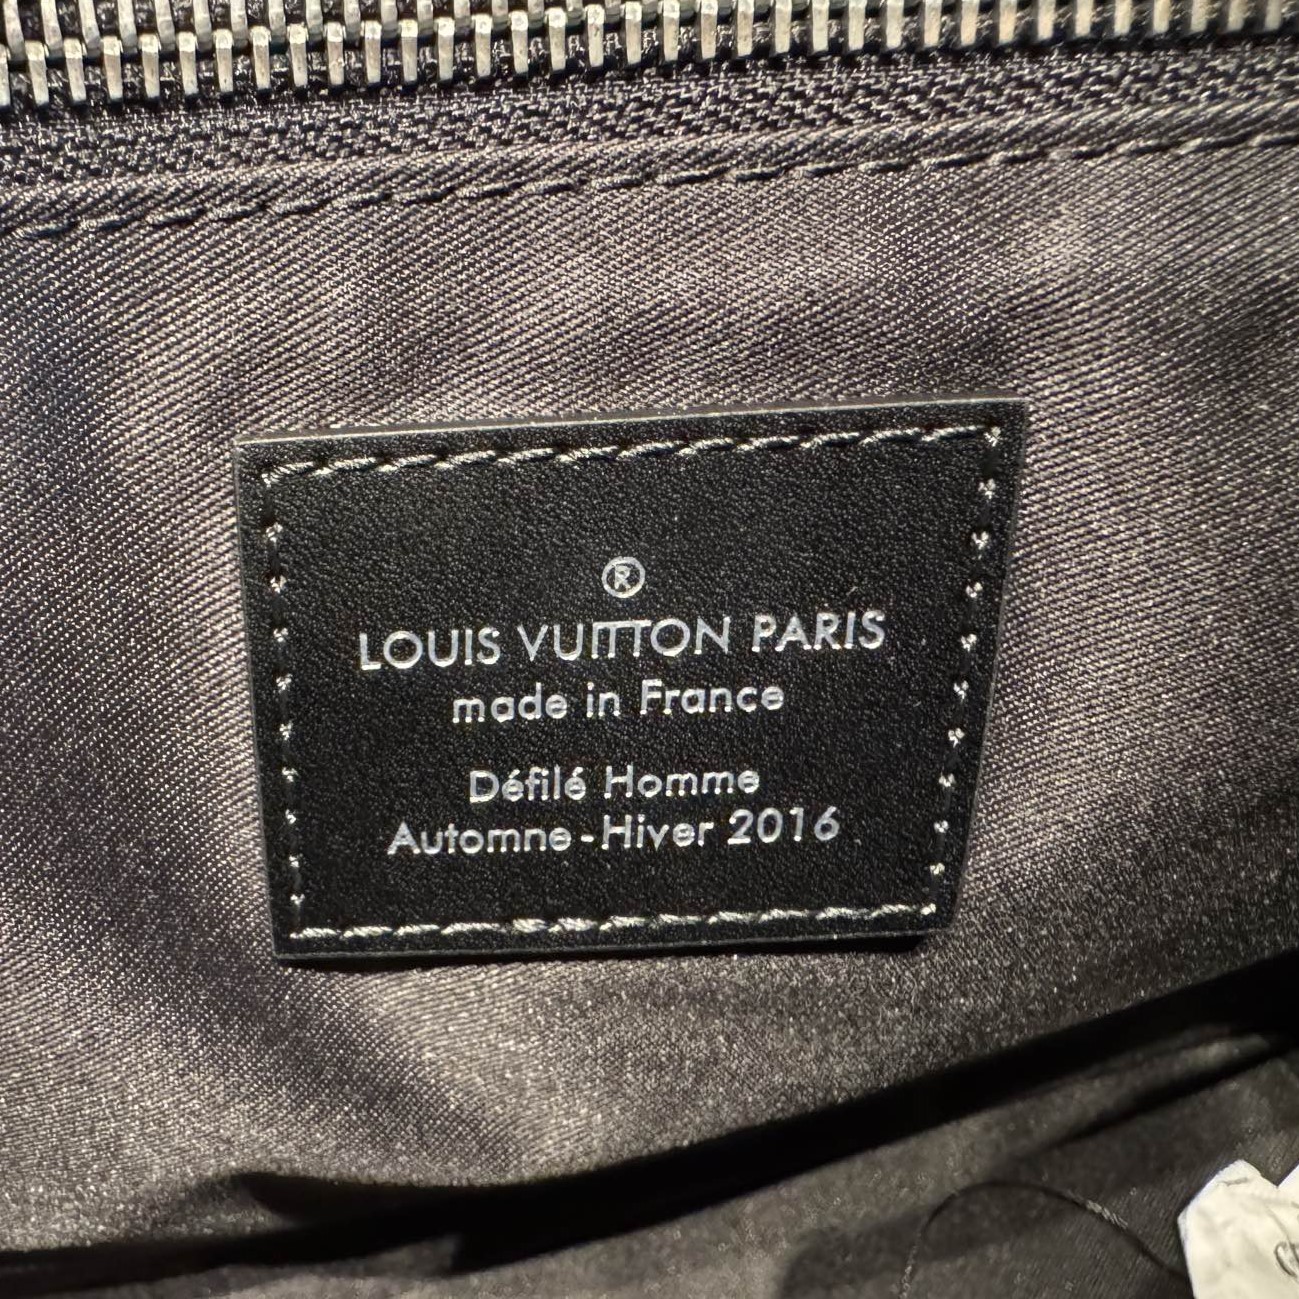 ®
LOUIS VUITTON PARIS
made in France
Défilé Homme
Automne-Hiver 2016